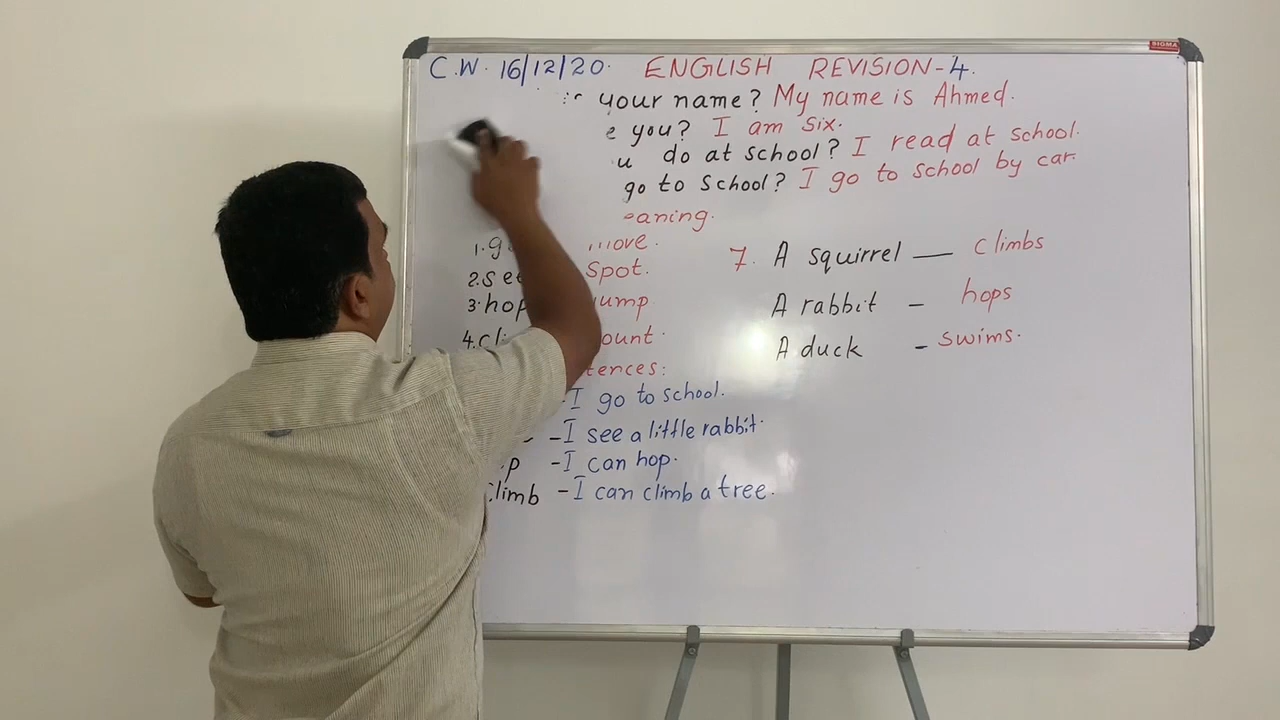 SIGMA
C.W. 16/12/20. ENGLISH REVISION-4.
your name? My name is Ahmed.
e you? I am six.
u do at school? I read at school.
go to school? I go to school by car.
eaning.
1. move.
2. Spot.
3. hop
4.
tences:
-I go to school.
-I see a little rabbit.
-I can hop.
Climb -I can climb a tree.
7. A squirrel — Climbs
A rabbit - hops
A duck - swims.